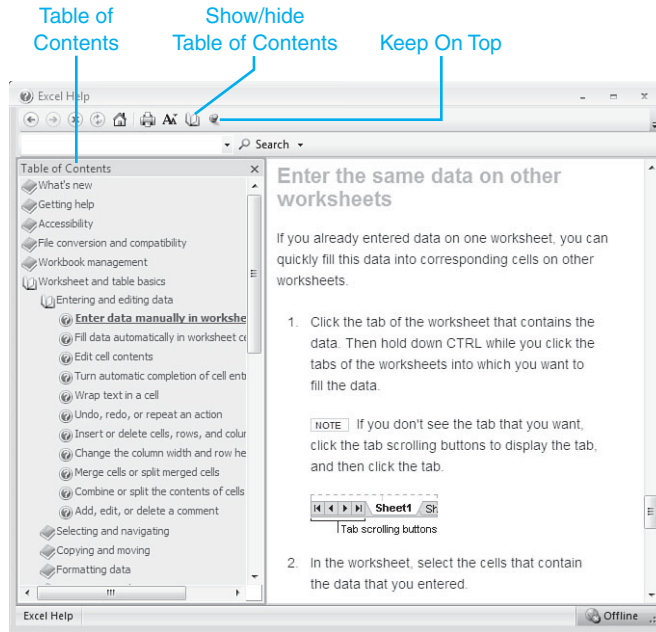 Table of
Contents
Show/hide
Table of Contents
Keep On Top
Excel Help
Search
Table of Contents
What's new
Getting help
Accessibility
File conversion and compatibility
Workbook management
Worksheet and table basics
Entering and editing data
Enter data manually in workshe
Fill data automatically in worksheet ce
Edit cell contents
Turn automatic completion of cell entr
Wrap text in a cell
Undo, redo, or repeat an action
Insert or delete cells, rows, and colur
Change the column width and row he
Merge cells or split merged cells
Combine or split the contents of cells
Add, edit, or delete a comment
Selecting and navigating
Copying and moving
Formatting data
Enter the same data on other
worksheets
If you already entered data on one worksheet, you can
quickly fill this data into corresponding cells on other
worksheets.
1. Click the tab of the worksheet that contains the
data. Then hold down CTRL while you click the
tabs of the worksheets into which you want to
fill the data.
NOTE If you don't see the tab that you want,
click the tab scrolling buttons to display the tab,
and then click the tab.
Sheet1 Sh
Tab scrolling buttons
2. In the worksheet, select the cells that contain
the data that you entered.
Excel Help
Offline